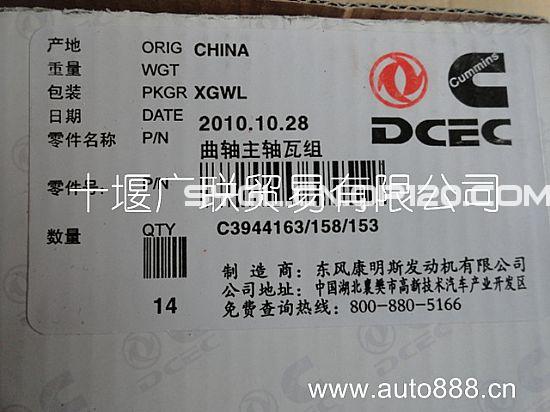 产地 ORIG CHINA
重量 WGT
包装 PKGR XGWL
日期 DATE 2010.10.28
零件名称 P/N 曲轴主轴瓦组
零件号 P/N
数量 QTY C3944163/158/153
14
Cummins
DCEC
十堰广联贸易有限公司
制造商：东风康明斯发动机有限公司
公司地址：中国湖北襄樊市高新技术汽车产业开发区
免费查询热线：800-880-5166
DCEC
www.auto888.cn